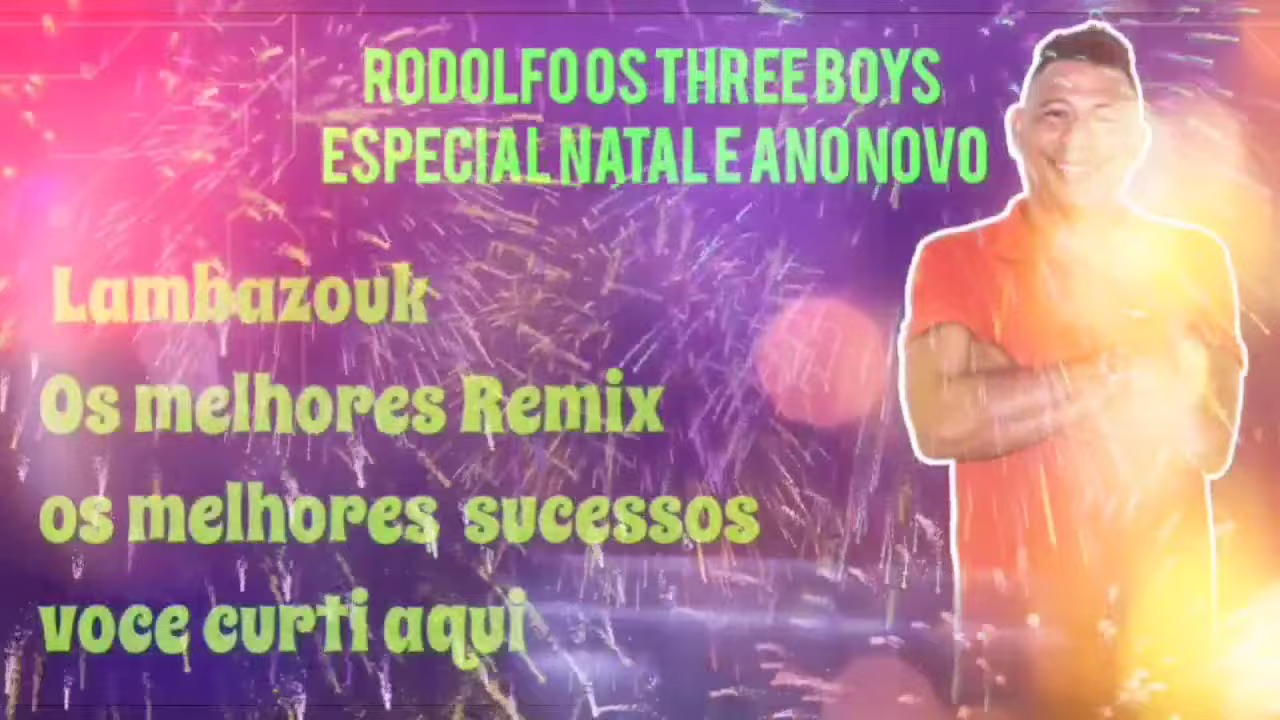 RODOLFO OS THREE BOYS
ESPECIAL NATAL E ANO NOVO
Lambazouk
Os melhores Remix
os melhores sucessos
voce curti aqui